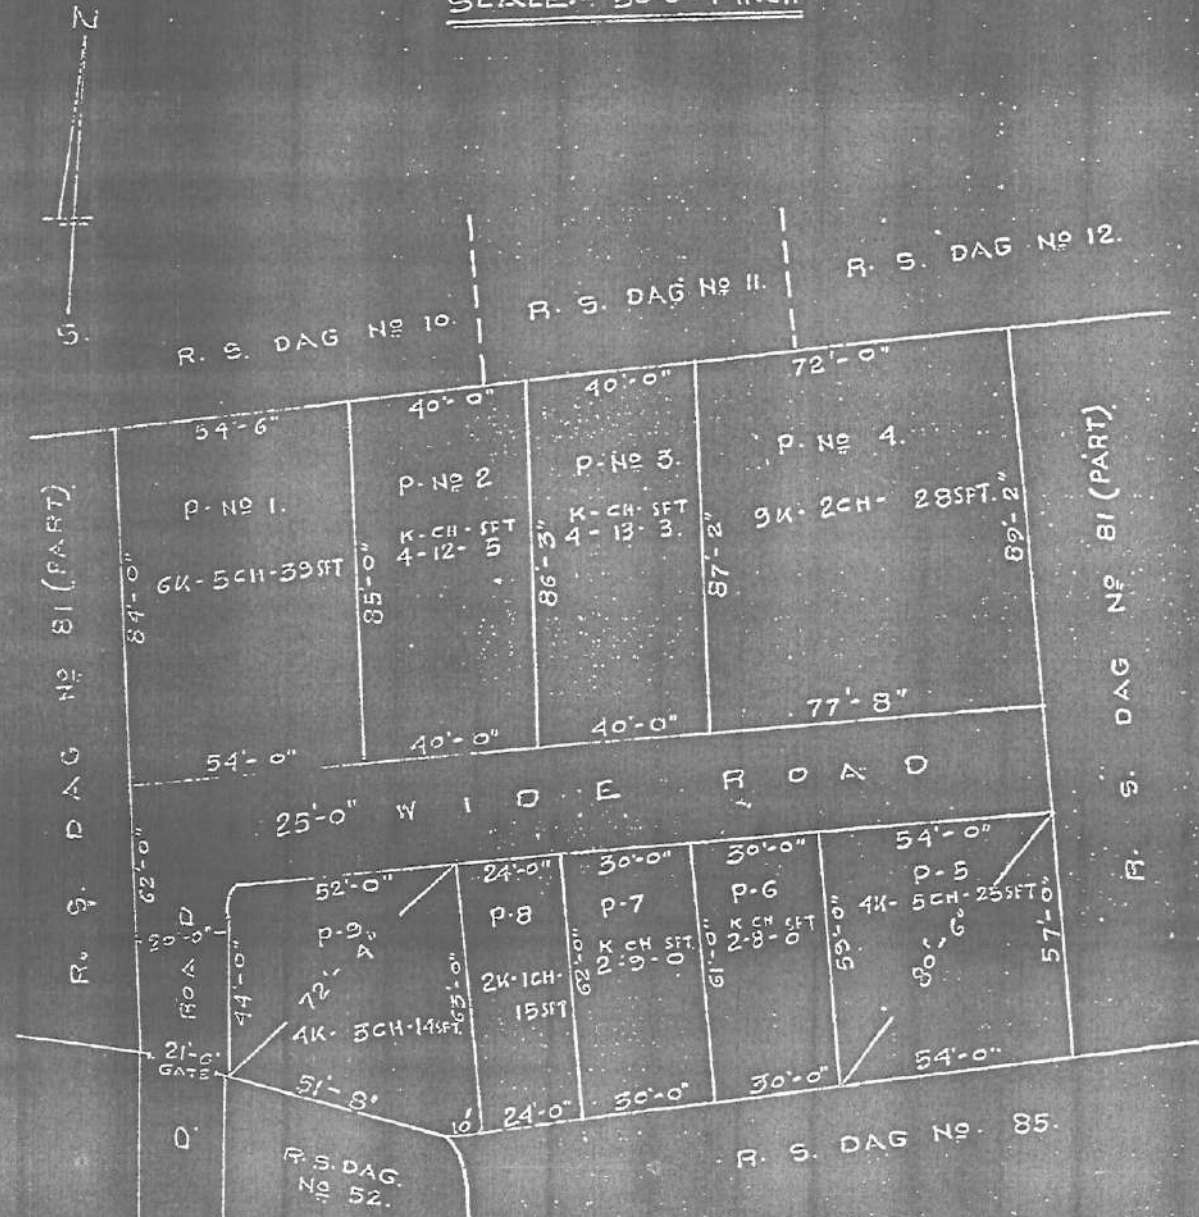 N
S.
R. S. DAG Nº 10.
R. S. DAG Nº 11.
R. S. DAG Nº 12.
54'-6"
40'-0"
40'-0"
72'-0"
R. S. DAG Nº 81 (PART)
84'-0"
P-Nº 1.
6K-5CH-39SFT
54'-0"
85'-0"
P-Nº 2
K-CH-SFT
4-12-5
40'-0"
86'-3"
P-Nº 3.
K-CH-SFT
4-13-3.
40'-0"
87'-2"
P-Nº 4.
9K-2CH-28SFT.
77'-8"
89'-2"
R. S. DAG Nº 81 (PART)
25'-0" WIDE ROAD
62'-0"
20'-0"
ROAD
21'-6"
GATE
D.
44'-0"
52'-0"
P-9
72'
4K-3CH-14SFT.
51'-8"
10'
63'-0"
24'-0"
P-8
2K-1CH-
15SFT
24'-0"
62'-0"
30'-0"
P-7
K CH SFT.
2-9-0
30'-0"
61'-0"
30'-0"
P-6
K CH SFT
2-8-0
30'-0"
59'-0"
54'-0"
P-5
4K-5CH-25SFT
80'-6"
57'-0"
54'-0"
R.S. DAG.
Nº 52.
R. S. DAG Nº. 85.